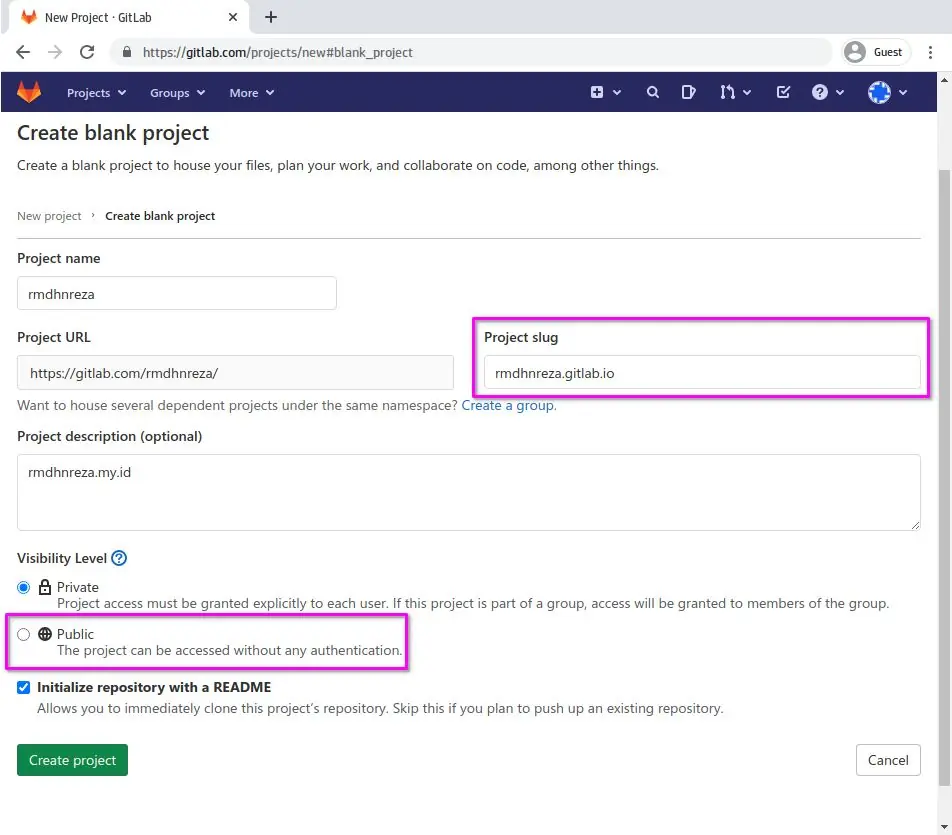 New Project · GitLab
https://gitlab.com/projects/new#blank_project
Guest
Projects Groups More
Create blank project
Create a blank project to house your files, plan your work, and collaborate on code, among other things.
New project › Create blank project
Project name
rmdhnreza
Project URL
https://gitlab.com/rmdhnreza/
Project slug
rmdhnreza.gitlab.io
Want to house several dependent projects under the same namespace? Create a group.
Project description (optional)
rmdhnreza.my.id
Visibility Level
Private
Project access must be granted explicitly to each user. If this project is part of a group, access will be granted to members of the group.
Public
The project can be accessed without any authentication.
Initialize repository with a README
Allows you to immediately clone this project's repository. Skip this if you plan to push up an existing repository.
Create project
Cancel